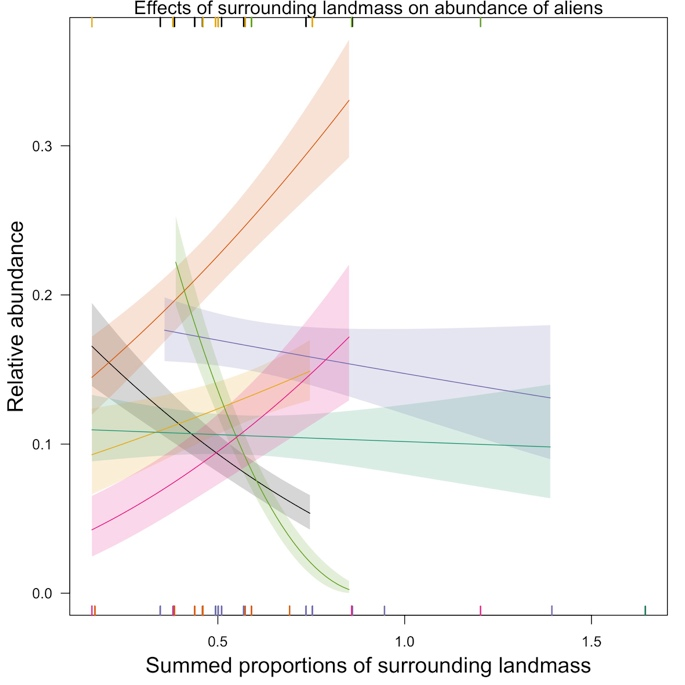 Effects of surrounding landmass on abundance of aliens
Relative abundance
0.3
0.2
0.1
0.0
0.5 1.0 1.5
Summed proportions of surrounding landmass